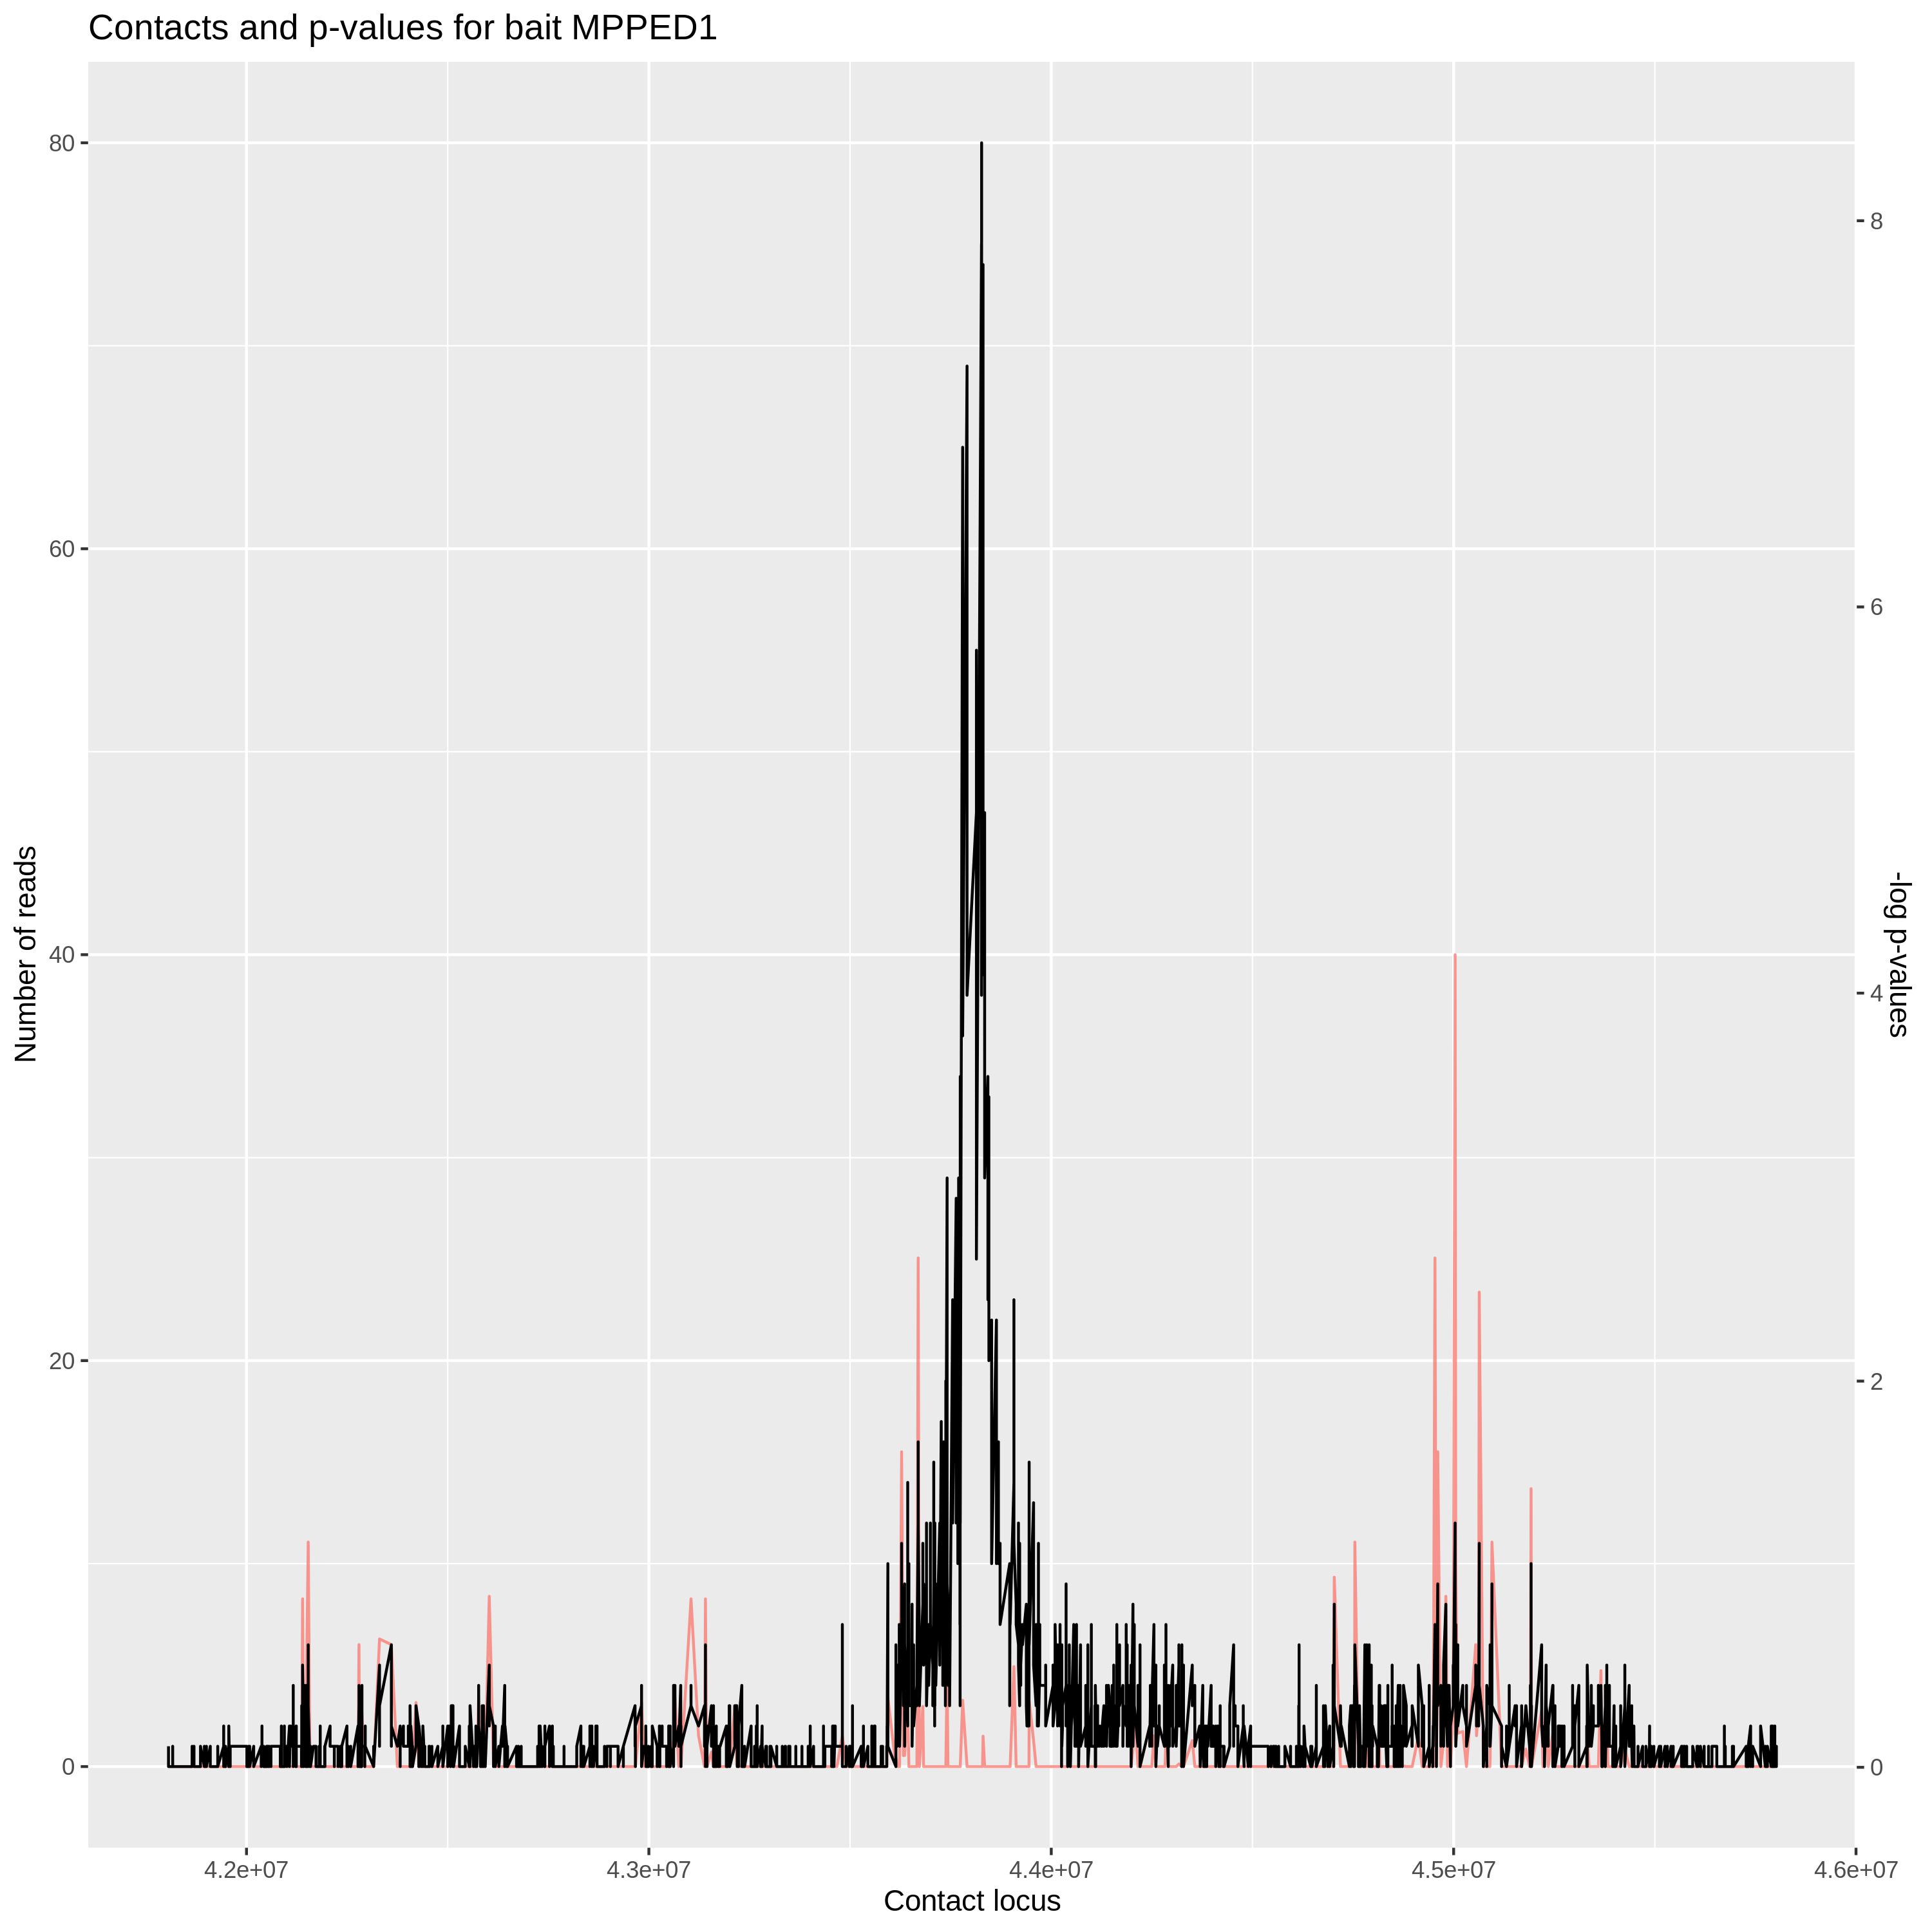 Contacts and p-values for bait MPPED1
80
60
40
20
0
Number of reads
8
6
4
2
0
-log p-values
4.2e+07
4.3e+07
4.4e+07
4.5e+07
4.6e+07
Contact locus